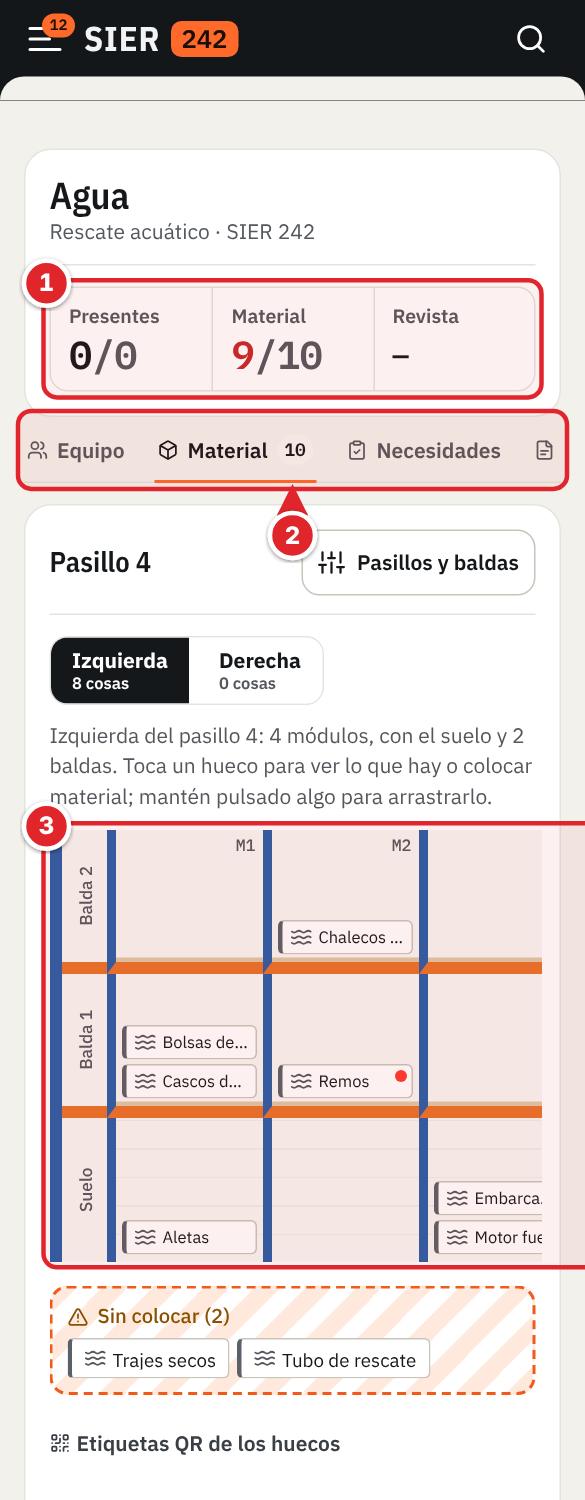 12
SIER 242
Agua
Rescate acuático · SIER 242
1
Presentes Material Revista
0/0 9/10 –
Equipo Material 10 Necesidades
2
Pasillo 4 Pasillos y baldas
Izquierda Derecha
8 cosas 0 cosas
Izquierda del pasillo 4: 4 módulos, con el suelo y 2
baldas. Toca un hueco para ver lo que hay o colocar
material; mantén pulsado algo para arrastrarlo.
3
M1 M2
Balda 2
Chalecos ...
Balda 1
Bolsas de...
Cascos d... Remos
Suelo
Embarca.
Aletas Motor fue
Sin colocar (2)
Trajes secos Tubo de rescate
Etiquetas QR de los huecos